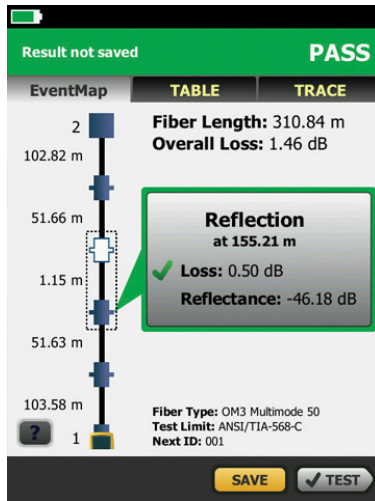 Result not saved
PASS
EventMap
TABLE
TRACE
2
Fiber Length: 310.84 m
102.82 m
Overall Loss: 1.46 dB
51.66 m
Reflection
at 155.21 m
Loss: 0.50 dB
1.15 m
Reflectance: -46.18 dB
51.63 m
103.58 m
Fiber Type: OM3 Multimode 50
Test Limit: ANSI/TIA-568-C
? 1
Next ID: 001
SAVE
TEST